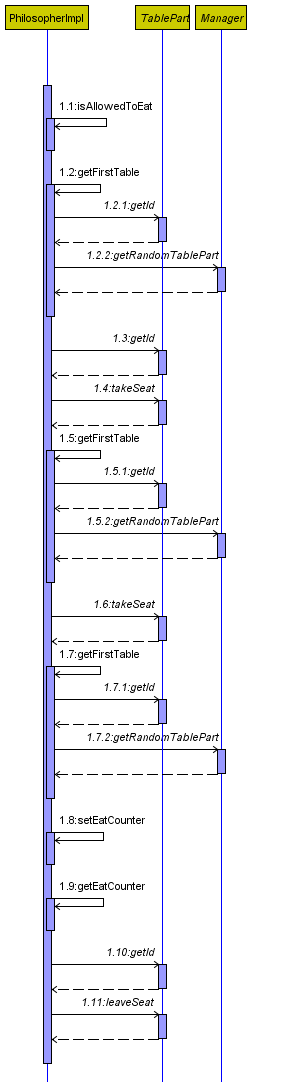 PhilosopherImpl TablePart Manager
1.1:isAllowedToEat
1.2:getFirstTable
1.2.1:getId
1.2.2:getRandomTablePart
1.3:getId
1.4:takeSeat
1.5:getFirstTable
1.5.1:getId
1.5.2:getRandomTablePart
1.6:takeSeat
1.7:getFirstTable
1.7.1:getId
1.7.2:getRandomTablePart
1.8:setEatCounter
1.9:getEatCounter
1.10:getId
1.11:leaveSeat